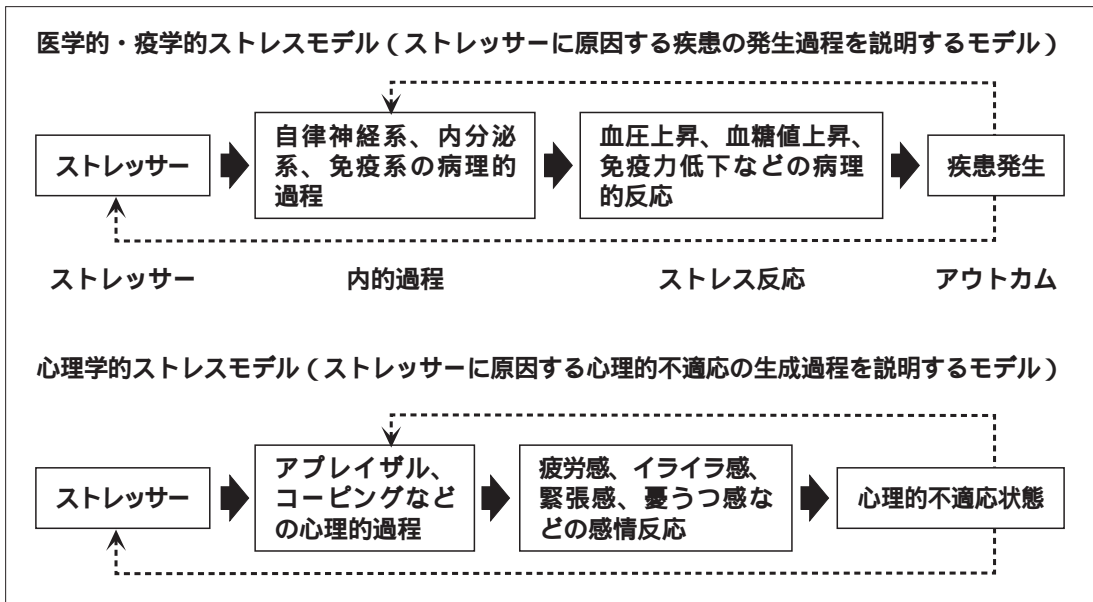 医学的・疫学的ストレスモデル（ストレッサーに原因する疾患の発生過程を説明するモデル）
ストレッサー
自律神経系、内分泌
系、免疫系の病理的
過程
血圧上昇、血糖値上昇、
免疫力低下などの病理
的反応
疾患発生
ストレッサー
内的過程
ストレス反応
アウトカム
心理学的ストレスモデル（ストレッサーに原因する心理的不適応の生成過程を説明するモデル）
ストレッサー
アプレイザル、
コーピングなど
の心理的過程
疲労感、イライラ感、
緊張感、憂うつ感な
どの感情反応
心理的不適応状態